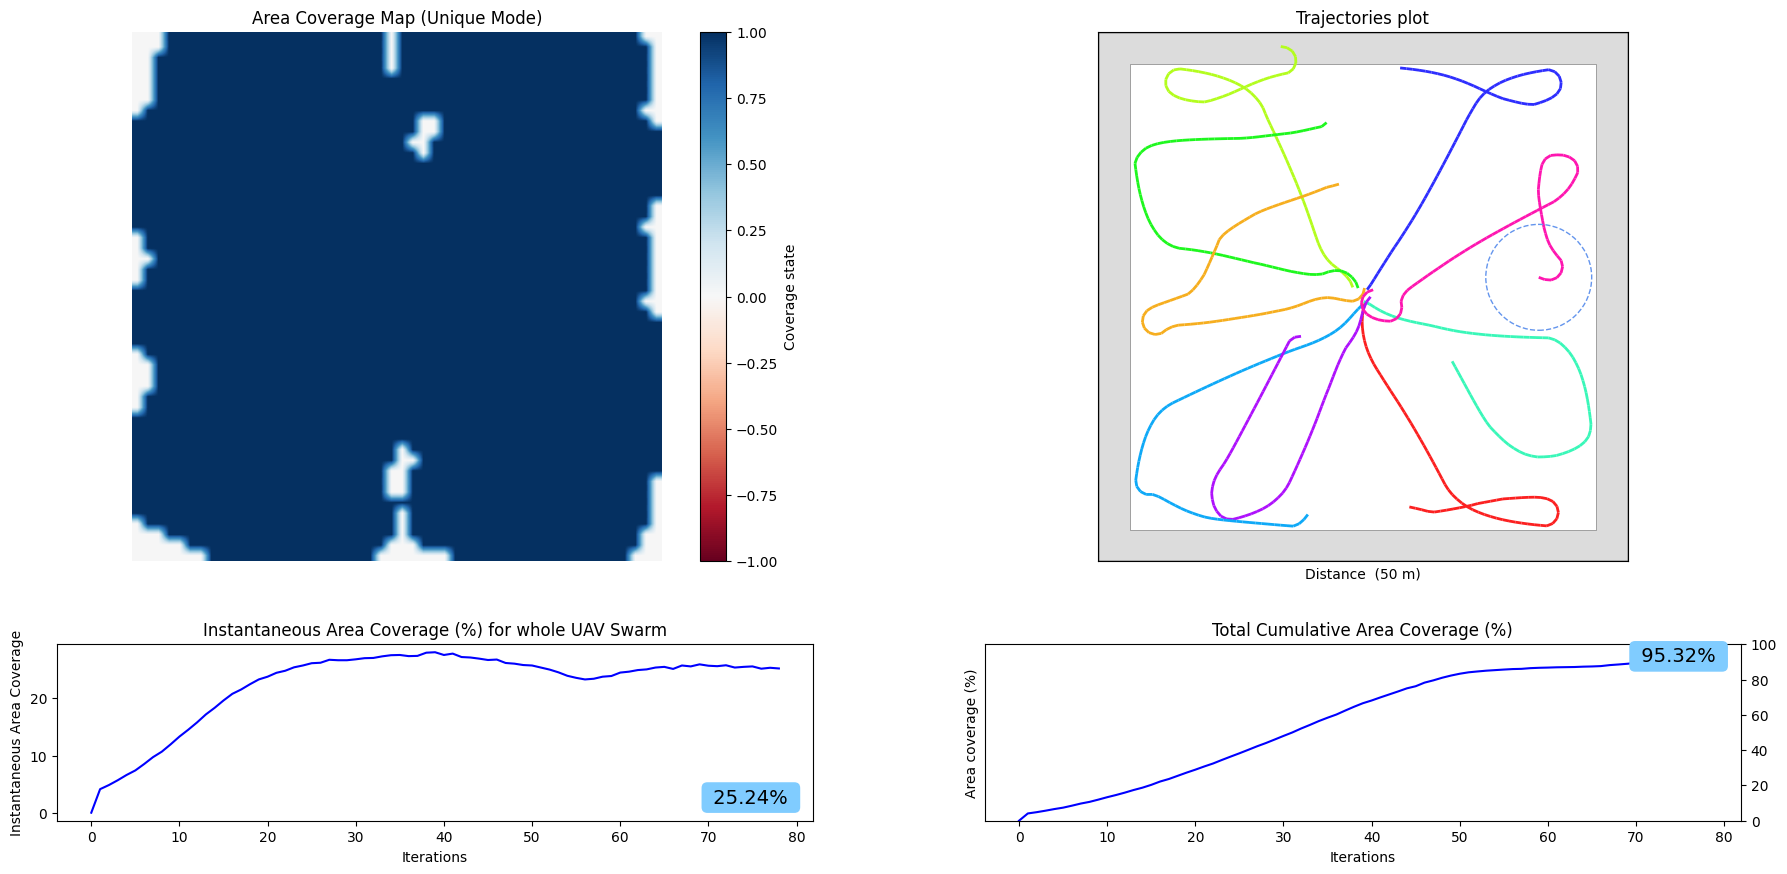 Area Coverage Map (Unique Mode)
1.00
0.75
0.50
0.25
0.00
−0.25
−0.50
−0.75
−1.00
Coverage state
Trajectories plot
Distance  (50 m)
Instantaneous Area Coverage (%) for whole UAV Swarm
Instantaneous Area Coverage
20
10
0
25.24%
0 10 20 30 40 50 60 70 80
Iterations
Total Cumulative Area Coverage (%)
Area coverage (%)
95.32%
100
80
60
40
20
0
0 10 20 30 40 50 60 70 80
Iterations